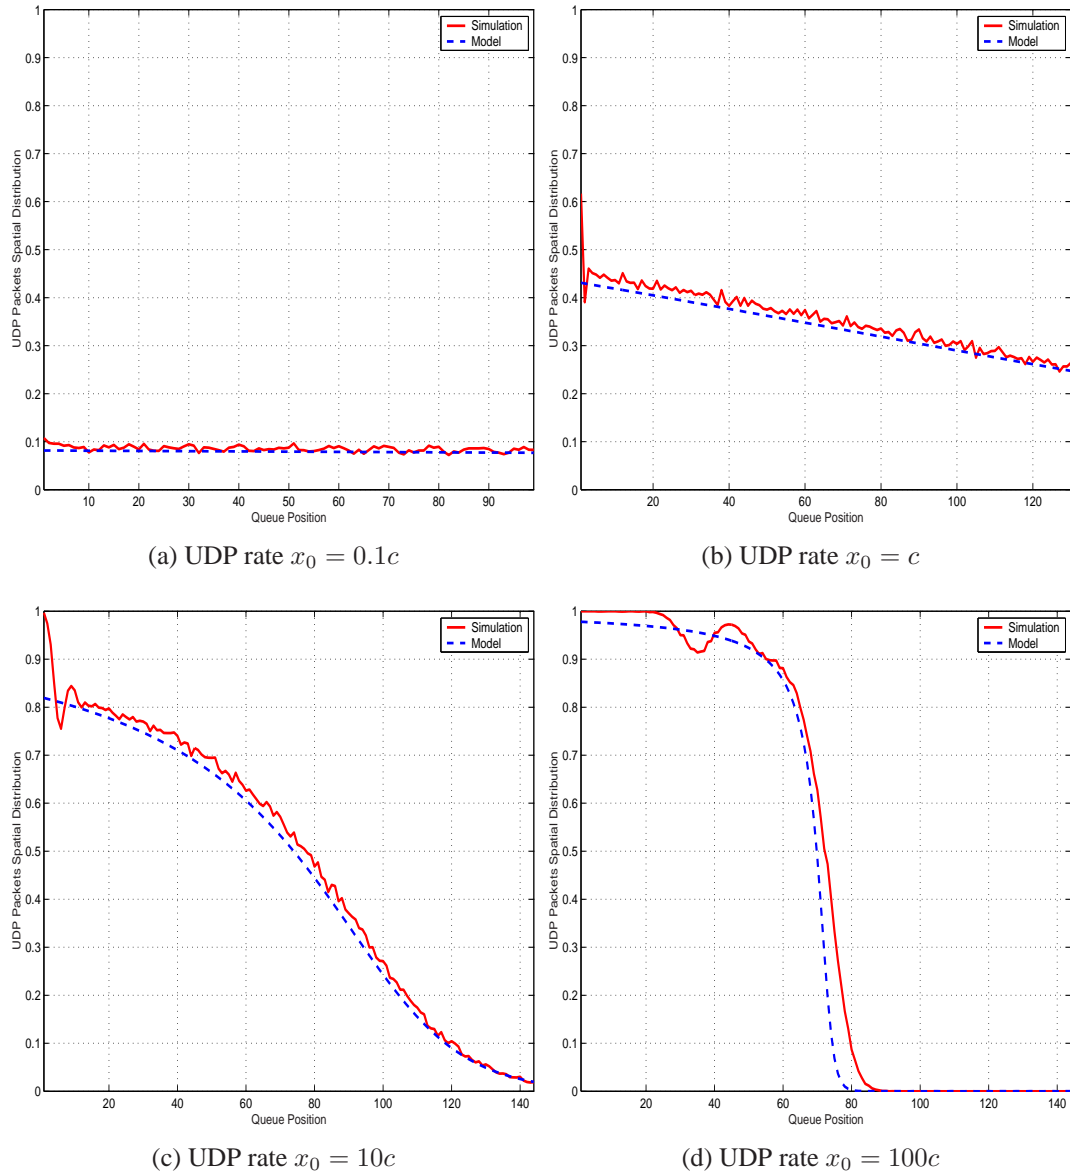 Simulation
Model
UDP Packets Spatial Distribution
1
0.9
0.8
0.7
0.6
0.5
0.4
0.3
0.2
0.1
0
10 20 30 40 50 60 70 80 90
Queue Position
(a) UDP rate x₀ = 0.1c
Simulation
Model
UDP Packets Spatial Distribution
1
0.9
0.8
0.7
0.6
0.5
0.4
0.3
0.2
0.1
0
20 40 60 80 100 120
Queue Position
(b) UDP rate x₀ = c
Simulation
Model
UDP Packets Spatial Distribution
1
0.9
0.8
0.7
0.6
0.5
0.4
0.3
0.2
0.1
0
20 40 60 80 100 120 140
Queue Position
(c) UDP rate x₀ = 10c
Simulation
Model
UDP Packets Spatial Distribution
1
0.9
0.8
0.7
0.6
0.5
0.4
0.3
0.2
0.1
0
20 40 60 80 100 120 140
Queue Position
(d) UDP rate x₀ = 100c